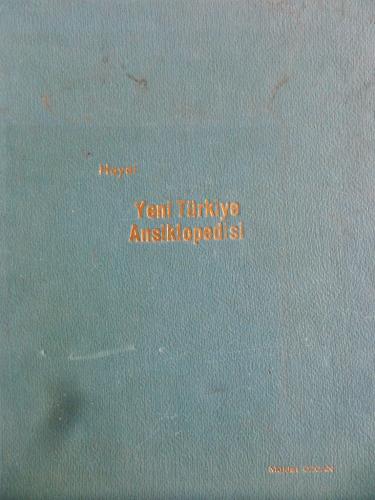 Hayat
Yeni Türkiye
Ansiklopedisi